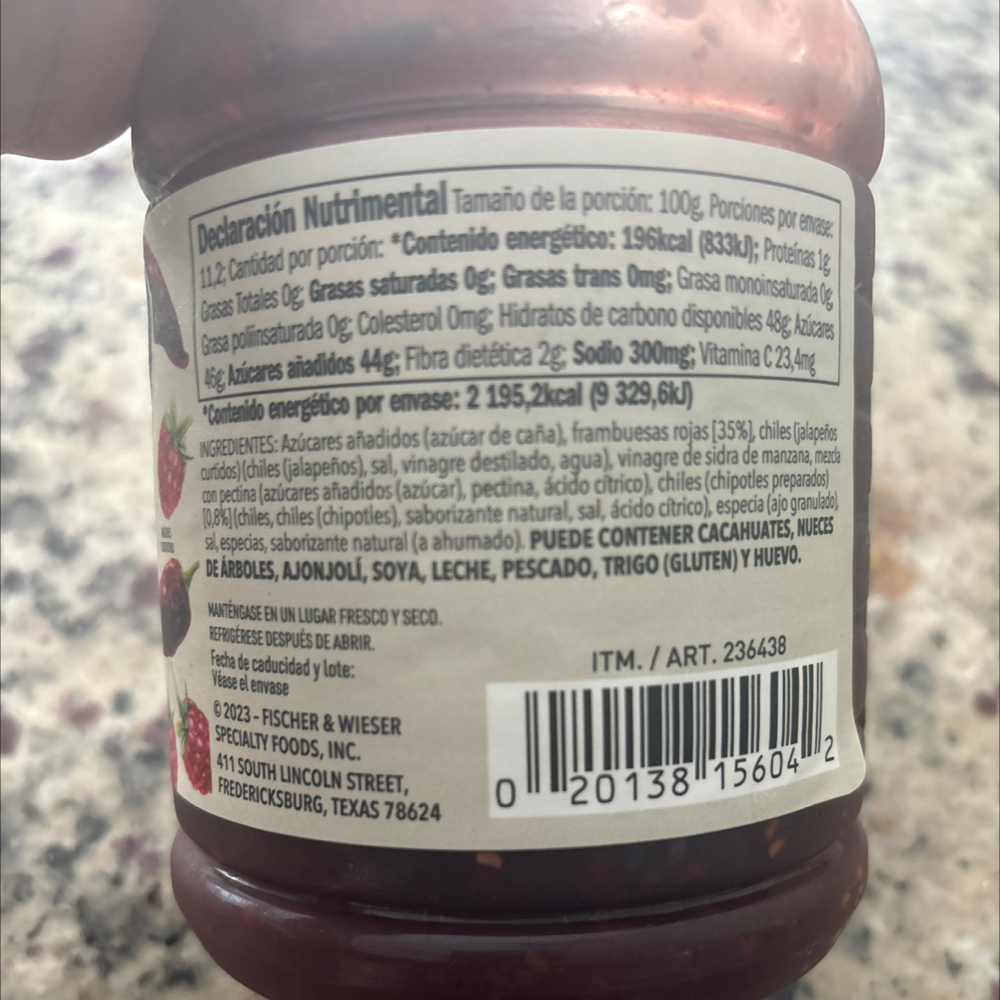 Declaración Nutrimental Tamaño de la porción: 100g, Porciones por envase:
11,2; Cantidad por porción: *Contenido energético: 196kcal (833kJ); Proteínas 1g;
Grasas Totales 0g; Grasas saturadas 0g; Grasas trans 0mg; Grasa monoinsaturada 0g;
Grasa poliinsaturada 0g; Colesterol 0mg; Hidratos de carbono disponibles 48g; Azúcares
46g; Azúcares añadidos 44g; Fibra dietética 2g; Sodio 300mg; Vitamina C 23,4mg
*Contenido energético por envase: 2 195,2kcal (9 329,6kJ)
INGREDIENTES: Azúcares añadidos (azúcar de caña), frambuesas rojas [35%], chiles (jalapeños
curtidos) (chiles (jalapeños), sal, vinagre destilado, agua), vinagre de sidra de manzana, mezcla
con pectina (azúcares añadidos (azúcar), pectina, ácido cítrico), chiles (chipotles preparados)
[0,8%] (chiles, chiles (chipotles), saborizante natural, sal, ácido cítrico), especia (ajo granulado),
sal, especias, saborizante natural (a ahumado). PUEDE CONTENER CACAHUATES, NUECES
DE ÁRBOLES, AJONJOLÍ, SOYA, LECHE, PESCADO, TRIGO (GLUTEN) Y HUEVO.
MANTÉNGASE EN UN LUGAR FRESCO Y SECO.
REFRIGÉRESE DESPUÉS DE ABRIR.
Fecha de caducidad y lote:
Véase el envase
© 2023 - FISCHER & WIESER
SPECIALTY FOODS, INC.
411 SOUTH LINCOLN STREET,
FREDERICKSBURG, TEXAS 78624
ITM. / ART. 236438
0 20138 15604 2